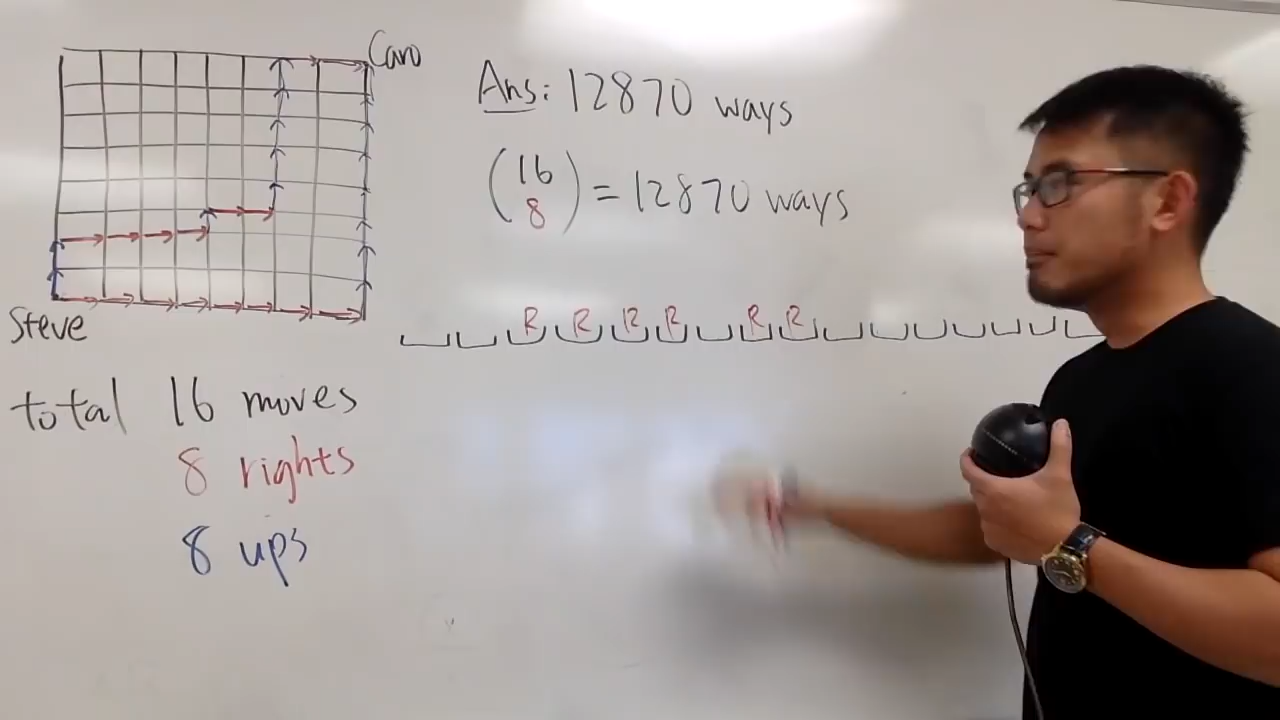 Caro
Steve
total 16 moves
8 rights
8 ups
Ans: 12870 ways
(16 8) = 12870 ways
R R R R R R